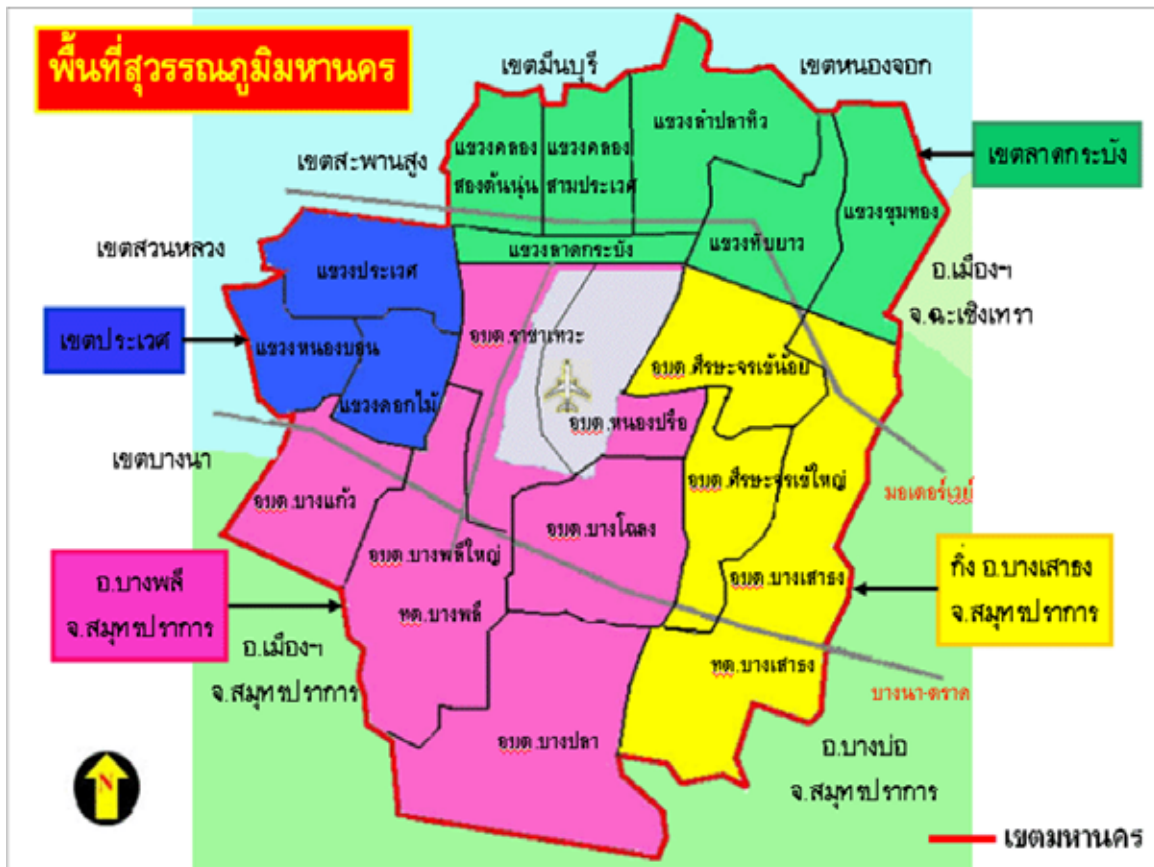 พื้นที่สุวรรณภูมิมหานคร
เขตมีนบุรี
เขตหนองจอก
แขวงลำปลาทิว
แขวงคลอง
สองต้นนุ่น
แขวงคลอง
สามประเวศ
เขตลาดกระบัง
เขตสะพานสูง
แขวงขุมทอง
เขตสวนหลวง
แขวงลาดกระบัง
แขวงทับยาว
แขวงประเวศ
อ.เมืองฯ
จ.ฉะเชิงเทรา
เขตประเวศ
แขวงหนองบอน
อบต.ราชาเทวะ
อบต.ศีรษะจรเข้น้อย
แขวงดอกไม้
อบต.หนองปรือ
เขตบางนา
อบต.ศีรษะจรเข้ใหญ่
มอเตอร์เวย์
อบต.บางแก้ว
อบต.บางโฉลง
อบต.บางพลีใหญ่
อ.บางพลี
จ.สมุทรปราการ
อบต.บางเสาธง
กิ่ง อ.บางเสาธง
จ.สมุทรปราการ
ทต.บางพลี
อ.เมืองฯ
จ.สมุทรปราการ
ทต.บางเสาธง
บางนา-ตราด
อบต.บางปลา
อ.บางบ่อ
จ.สมุทรปราการ
N
เขตมหานคร